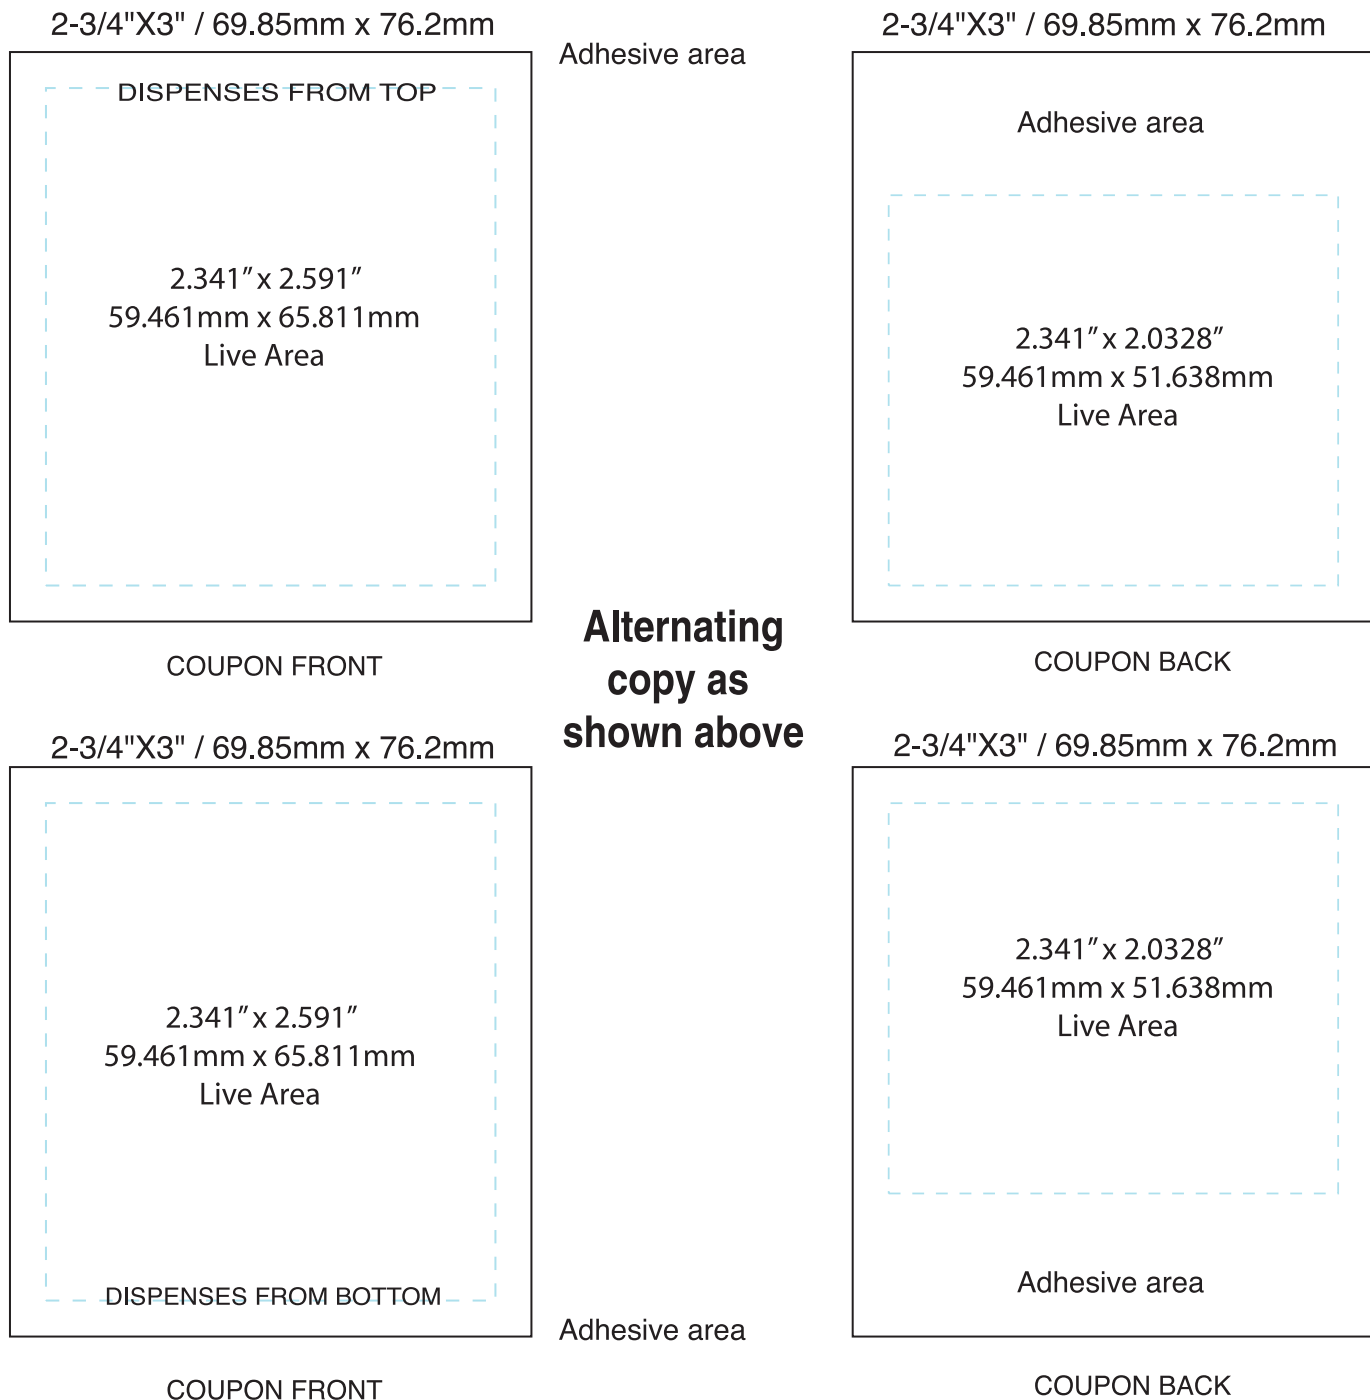 2-3/4"X3" / 69.85mm x 76.2mm
DISPENSES FROM TOP
2.341” x 2.591”
59.461mm x 65.811mm
Live Area
COUPON FRONT
Adhesive area
2-3/4"X3" / 69.85mm x 76.2mm
Adhesive area
2.341” x 2.0328”
59.461mm x 51.638mm
Live Area
COUPON BACK
Alternating
copy as
shown above
2-3/4"X3" / 69.85mm x 76.2mm
2.341” x 2.591”
59.461mm x 65.811mm
Live Area
DISPENSES FROM BOTTOM
COUPON FRONT
Adhesive area
2-3/4"X3" / 69.85mm x 76.2mm
2.341” x 2.0328”
59.461mm x 51.638mm
Live Area
Adhesive area
COUPON BACK